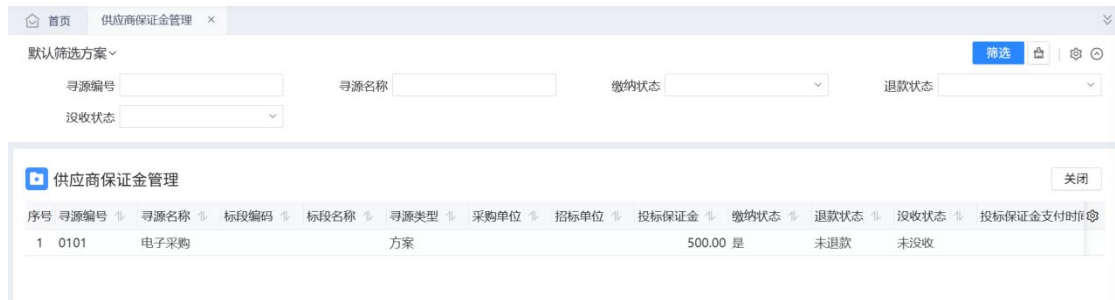 首页 供应商保证金管理 ×
默认筛选方案 筛选
寻源编号 寻源名称 缴纳状态 退款状态
没收状态
供应商保证金管理 关闭
序号 寻源编号 寻源名称 标段编码 标段名称 寻源类型 采购单位 招标单位 投标保证金 缴纳状态 退款状态 没收状态 投标保证金支付时间
1 0101 电子采购 方案 500.00 是 未退款 未没收